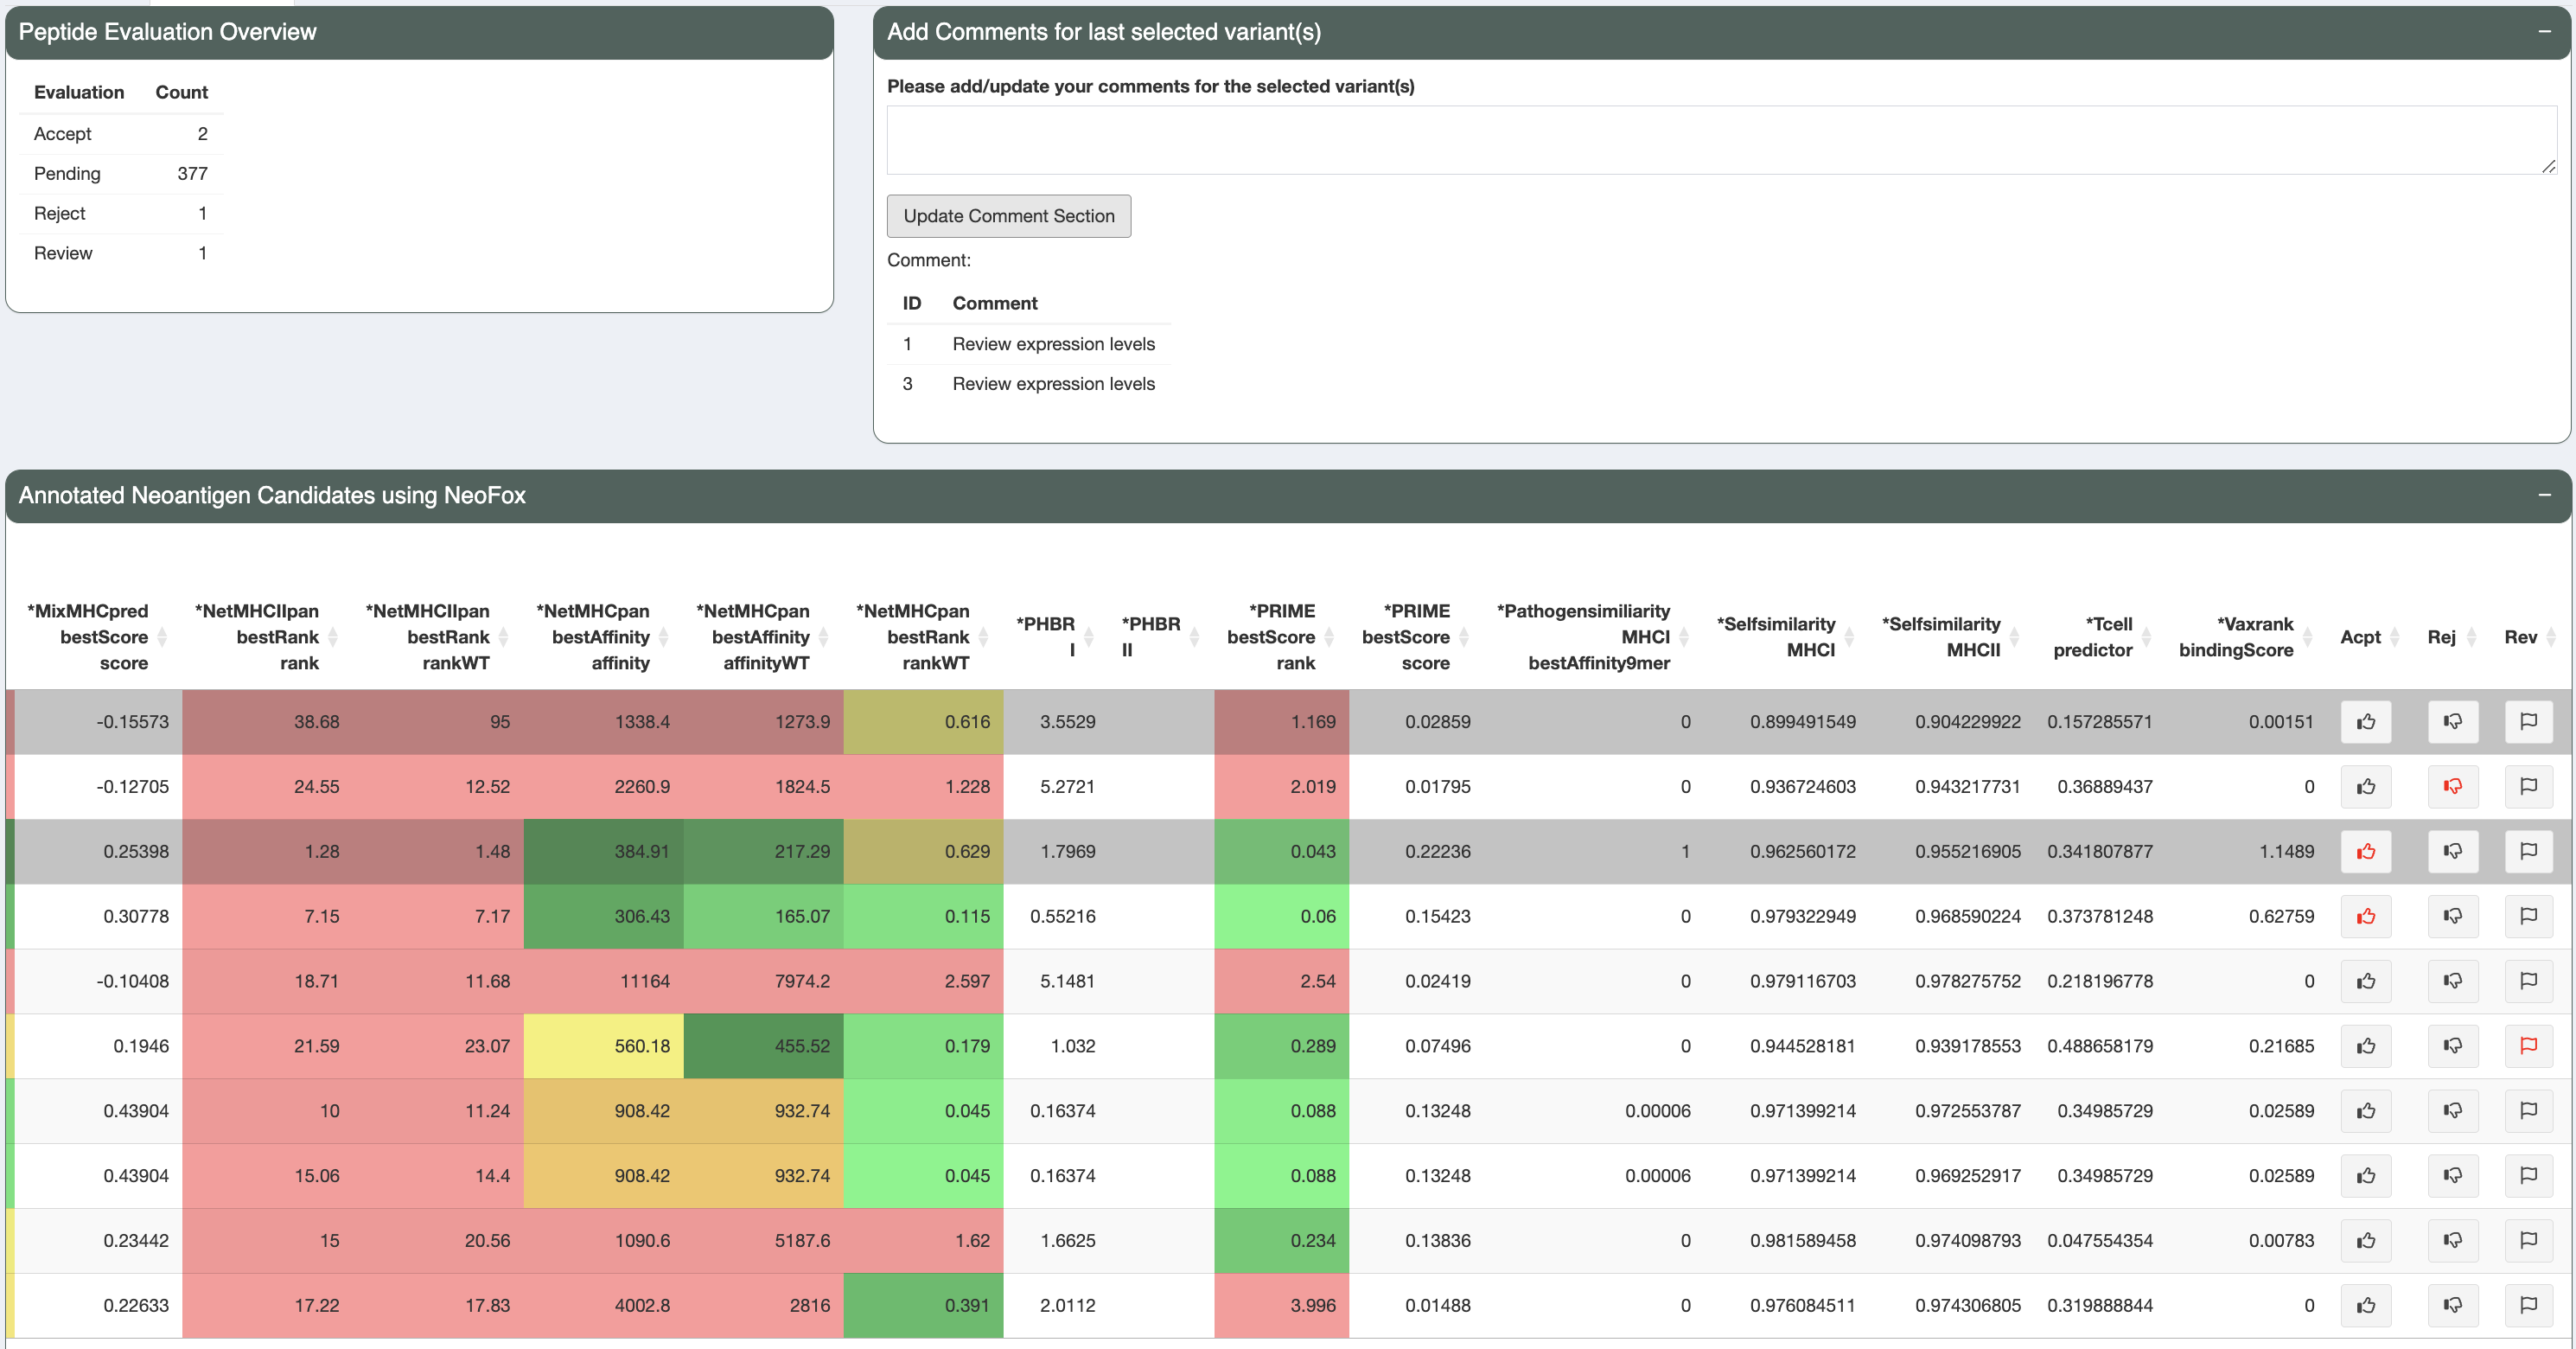 Peptide Evaluation Overview
Evaluation Count
Accept 2
Pending 377
Reject 1
Review 1
Add Comments for last selected variant(s)
Please add/update your comments for the selected variant(s)
Update Comment Section
Comment:
ID Comment
1 Review expression levels
3 Review expression levels
Annotated Neoantigen Candidates using NeoFox
*MixMHCpred bestScore score *NetMHCIIpan bestRank rank *NetMHCIIpan bestRank rankWT *NetMHCpan bestAffinity affinity *NetMHCpan bestAffinity affinityWT *NetMHCpan bestRank rankWT *PHBR I *PHBR II *PRIME bestScore rank *PRIME bestScore score *Pathogensimiliarity MHCI bestAffinity9mer *Selfsimilarity MHCI *Selfsimilarity MHCII *Tcell predictor *Vaxrank bindingScore Acpt Rej Rev
-0.15573 38.68 95 1338.4 1273.9 0.616 3.5529 1.169 0.02859 0 0.899491549 0.904229922 0.157285571 0.00151
-0.12705 24.55 12.52 2260.9 1824.5 1.228 5.2721 2.019 0.01795 0 0.936724603 0.943217731 0.36889437 0
0.25398 1.28 1.48 384.91 217.29 0.629 1.7969 0.043 0.22236 1 0.962560172 0.955216905 0.341807877 1.1489
0.30778 7.15 7.17 306.43 165.07 0.115 0.55216 0.06 0.15423 0 0.979322949 0.968590224 0.373781248 0.62759
-0.10408 18.71 11.68 11164 7974.2 2.597 5.1481 2.54 0.02419 0 0.979116703 0.978275752 0.218196778 0
0.1946 21.59 23.07 560.18 455.52 0.179 1.032 0.289 0.07496 0 0.944528181 0.939178553 0.488658179 0.21685
0.43904 10 11.24 908.42 932.74 0.045 0.16374 0.088 0.13248 0.00006 0.971399214 0.972553787 0.34985729 0.02589
0.43904 15.06 14.4 908.42 932.74 0.045 0.16374 0.088 0.13248 0.00006 0.971399214 0.969252917 0.34985729 0.02589
0.23442 15 20.56 1090.6 5187.6 1.62 1.6625 0.234 0.13836 0 0.981589458 0.974098793 0.047554354 0.00783
0.22633 17.22 17.83 4002.8 2816 0.391 2.0112 3.996 0.01488 0 0.976084511 0.974306805 0.319888844 0